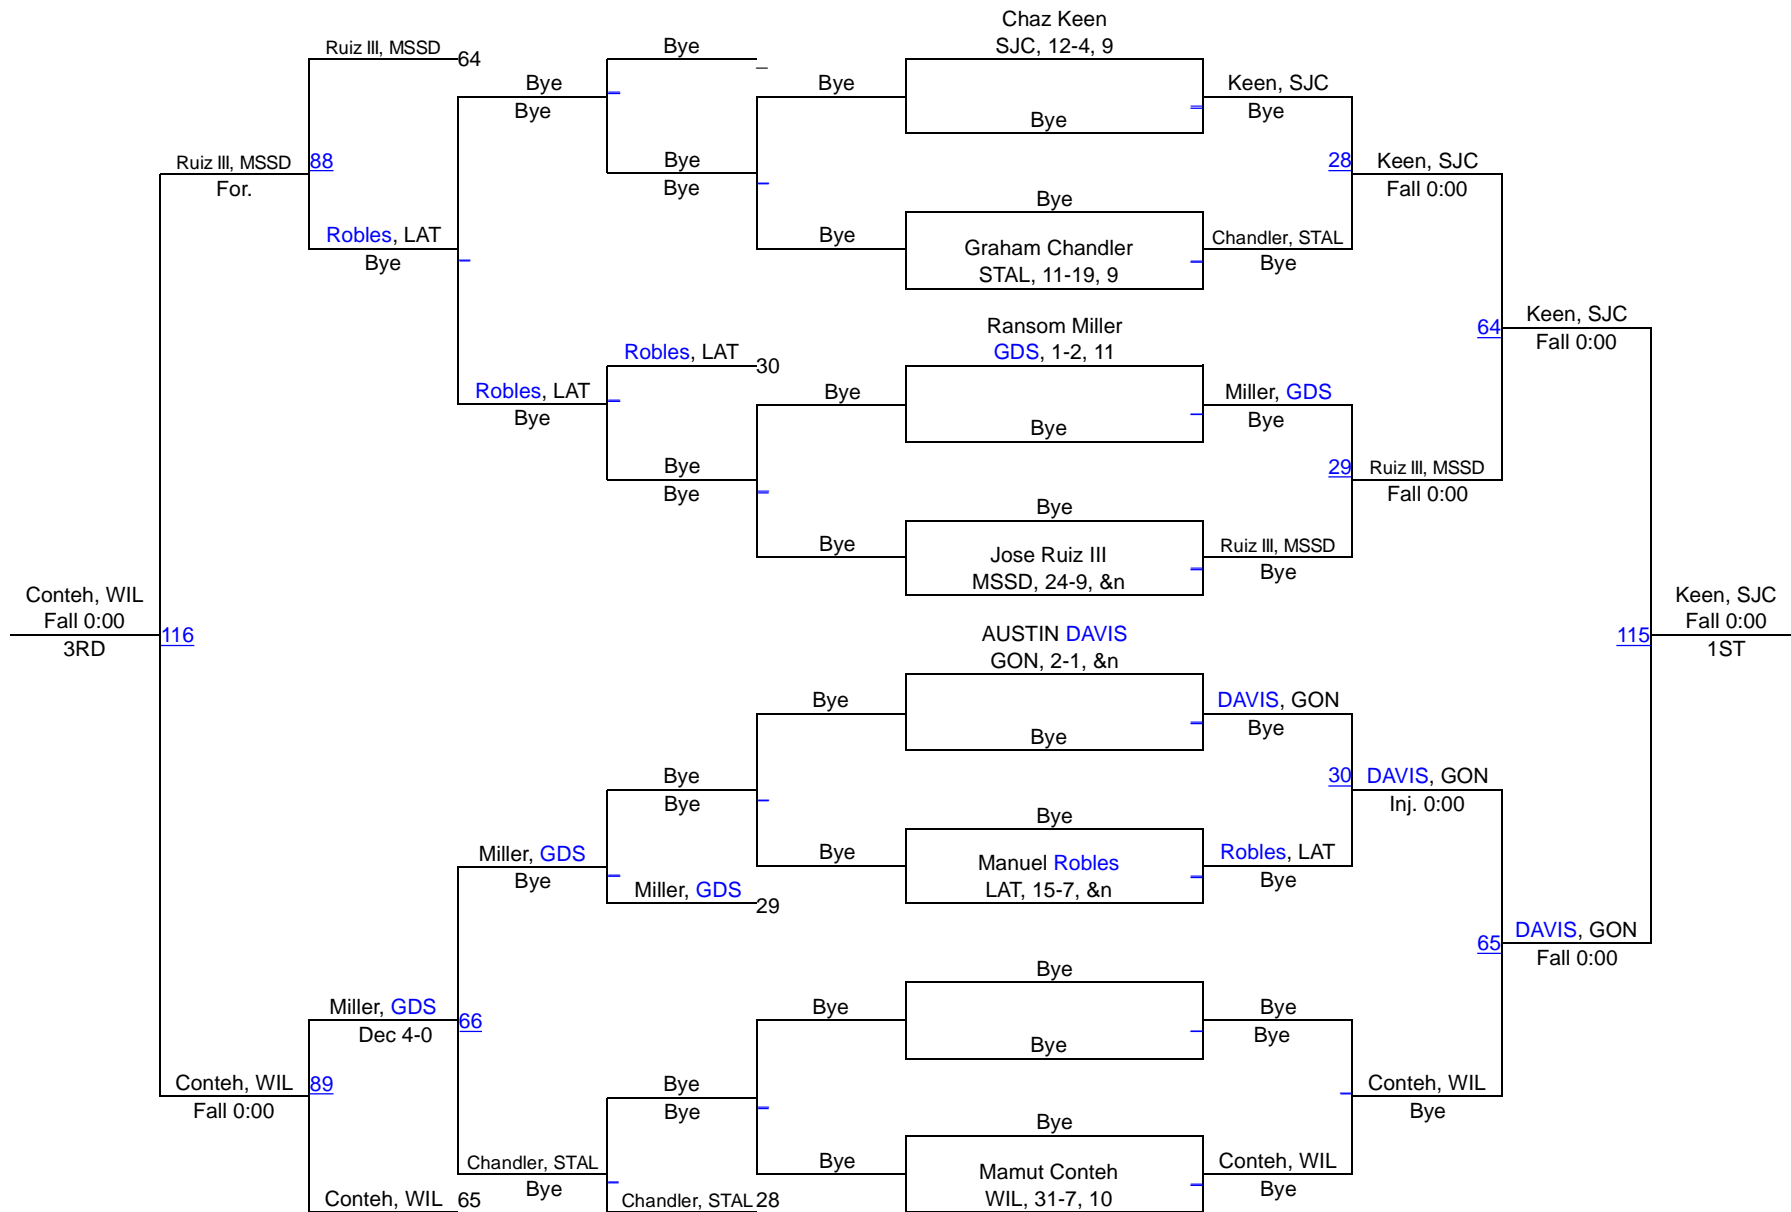 Chaz Keen
SJC, 12-4, 9
Ruiz III, MSSD 64
Bye
_
Bye
Bye
Bye
Keen, SJC
Bye
Bye
Ruiz III, MSSD
For.
88
Bye
Bye
28
Keen, SJC
Fall 0:00
Bye
Robles, LAT
Bye
Bye
Graham Chandler
STAL, 11-19, 9
Chandler, STAL
Bye
Ransom Miller
GDS, 1-2, 11
64
Keen, SJC
Fall 0:00
Robles, LAT 30
Robles, LAT
Bye
Bye
Miller, GDS
Bye
Bye
Bye
Bye
29
Ruiz III, MSSD
Fall 0:00
Bye
Bye
Jose Ruiz III
MSSD, 24-9, &n
Ruiz III, MSSD
Bye
Conteh, WIL
Fall 0:00
3RD
116
AUSTIN DAVIS
GON, 2-1, &n
115
Keen, SJC
Fall 0:00
1ST
Bye
DAVIS, GON
Bye
Bye
Bye
Bye
30
DAVIS, GON
Inj. 0:00
Bye
Miller, GDS
Bye
Bye
Manuel Robles
LAT, 15-7, &n
Robles, LAT
Bye
Miller, GDS 29
65
DAVIS, GON
Fall 0:00
Bye
Miller, GDS
Dec 4-0
66
Bye
Bye
Bye
Bye
Conteh, WIL
Fall 0:00
89
Bye
Bye
Conteh, WIL
Bye
Bye
Chandler, STAL
Bye
Bye
Mamut Conteh
WIL, 31-7, 10
Conteh, WIL
Bye
Conteh, WIL 65
Chandler, STAL 28